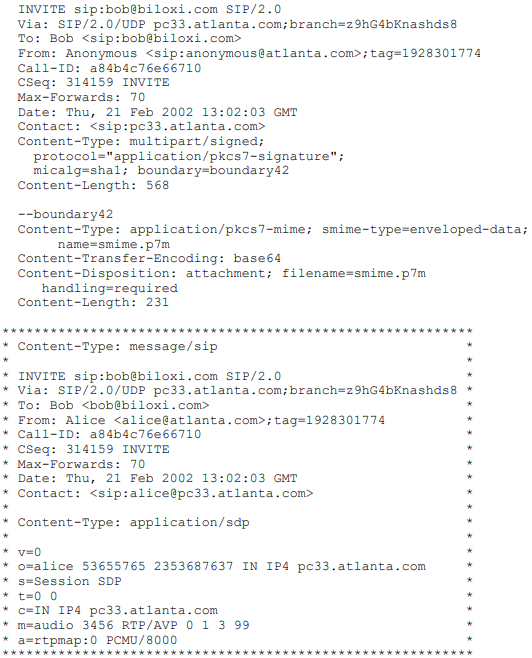 INVITE sip:bob@biloxi.com SIP/2.0
Via: SIP/2.0/UDP pc33.atlanta.com;branch=z9hG4bKnashds8
To: Bob <sip:bob@biloxi.com>
From: Anonymous <sip:anonymous@atlanta.com>;tag=1928301774
Call-ID: a84b4c76e66710
CSeq: 314159 INVITE
Max-Forwards: 70
Date: Thu, 21 Feb 2002 13:02:03 GMT
Contact: <sip:pc33.atlanta.com>
Content-Type: multipart/signed;
protocol="application/pkcs7-signature";
micalg=sha1; boundary=boundary42
Content-Length: 568
--boundary42
Content-Type: application/pkcs7-mime; smime-type=enveloped-data;
name=smime.p7m
Content-Transfer-Encoding: base64
Content-Disposition: attachment; filename=smime.p7m
handling=required
Content-Length: 231
***********************************************************
* Content-Type: message/sip *
* *
* INVITE sip:bob@biloxi.com SIP/2.0 *
* Via: SIP/2.0/UDP pc33.atlanta.com;branch=z9hG4bKnashds8 *
* To: Bob <bob@biloxi.com> *
* From: Alice <alice@atlanta.com>;tag=1928301774 *
* Call-ID: a84b4c76e66710 *
* CSeq: 314159 INVITE *
* Max-Forwards: 70 *
* Date: Thu, 21 Feb 2002 13:02:03 GMT *
* Contact: <sip:alice@pc33.atlanta.com> *
* *
* Content-Type: application/sdp *
* *
* v=0 *
* o=alice 53655765 2353687637 IN IP4 pc33.atlanta.com *
* s=Session SDP *
* t=0 0 *
* c=IN IP4 pc33.atlanta.com *
* m=audio 3456 RTP/AVP 0 1 3 99 *
* a=rtpmap:0 PCMU/8000 *
***********************************************************